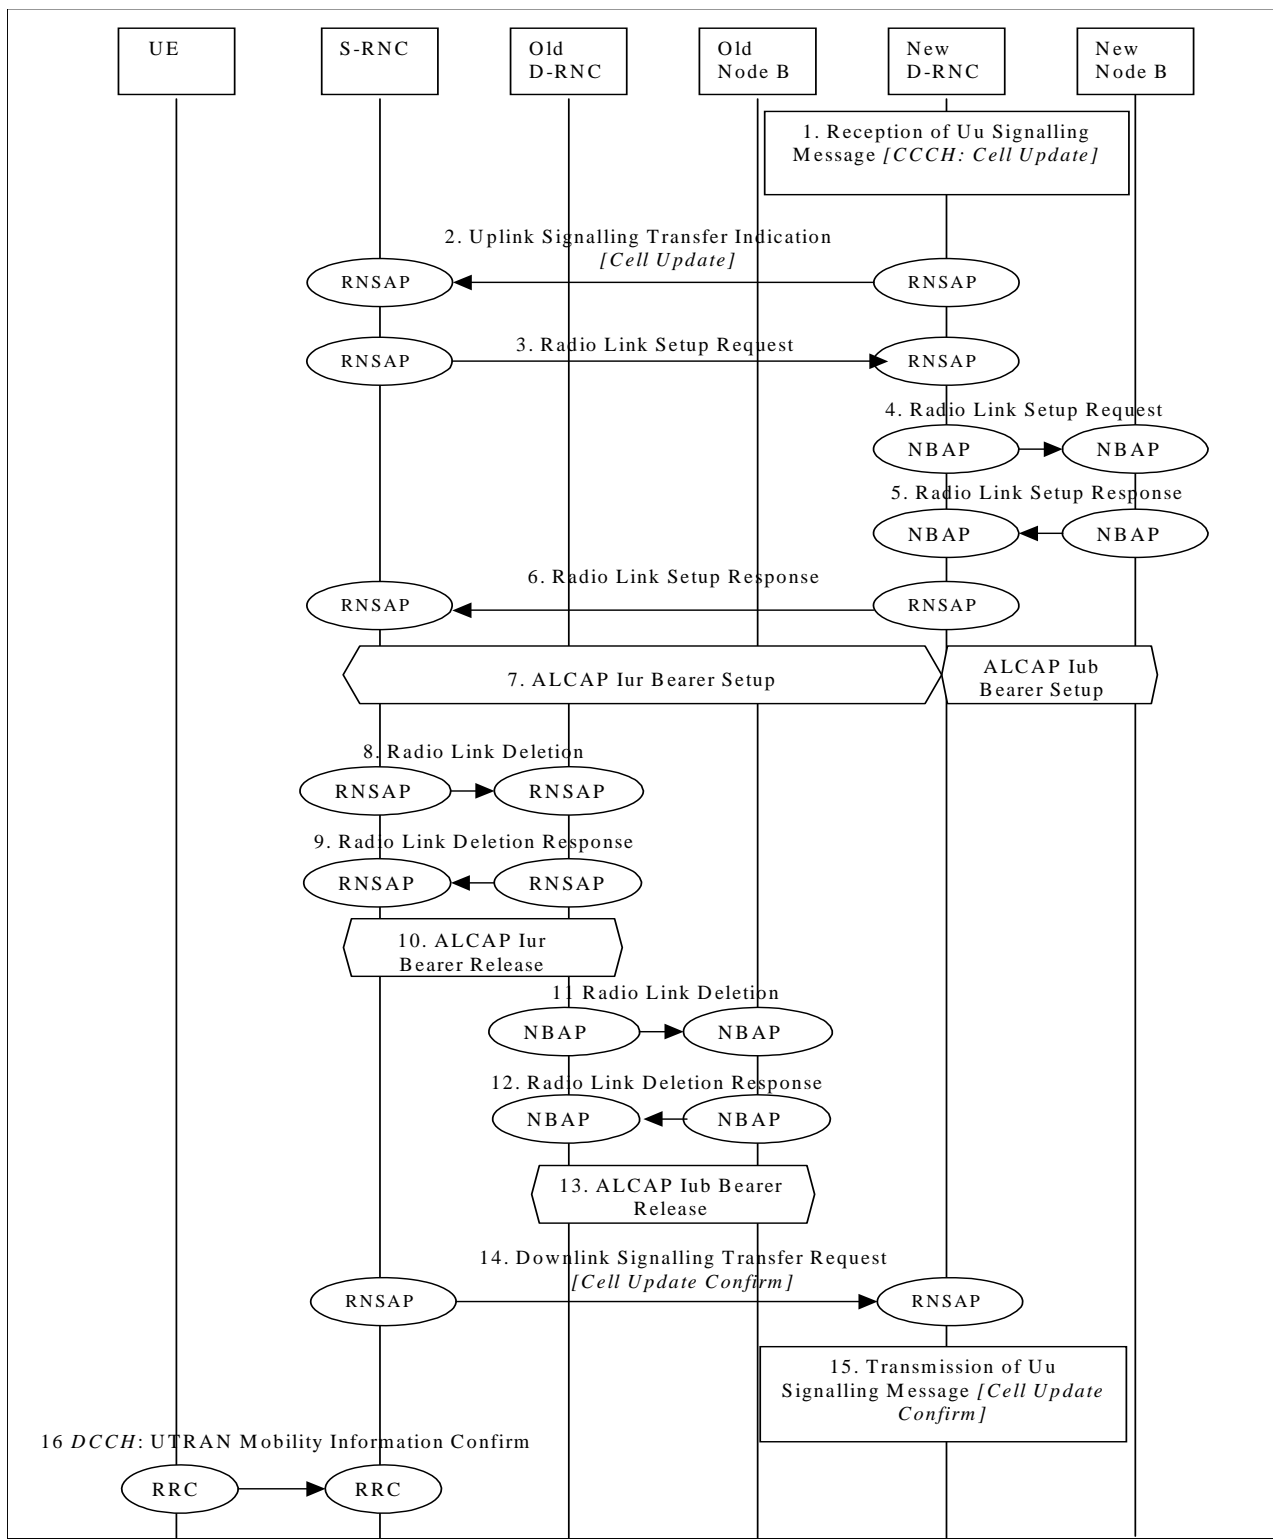 UE
S-RNC
Old
D-RNC
Old
Node B
New
D-RNC
New
Node B
1. Reception of Uu Signalling
Message [CCCH: Cell Update]
2. Uplink Signalling Transfer Indication
[Cell Update]
RNSAP
RNSAP
3. Radio Link Setup Request
RNSAP
RNSAP
4. Radio Link Setup Request
NBAP
NBAP
5. Radio Link Setup Response
NBAP
NBAP
6. Radio Link Setup Response
RNSAP
RNSAP
7. ALCAP Iur Bearer Setup
ALCAP Iub
Bearer Setup
8. Radio Link Deletion
RNSAP
RNSAP
9. Radio Link Deletion Response
RNSAP
RNSAP
10. ALCAP Iur
Bearer Release
11 Radio Link Deletion
NBAP
NBAP
12. Radio Link Deletion Response
NBAP
NBAP
13. ALCAP Iub Bearer
Release
14. Downlink Signalling Transfer Request
[Cell Update Confirm]
RNSAP
RNSAP
15. Transmission of Uu
Signalling Message [Cell Update
Confirm]
16 DCCH: UTRAN Mobility Information Confirm
RRC
RRC